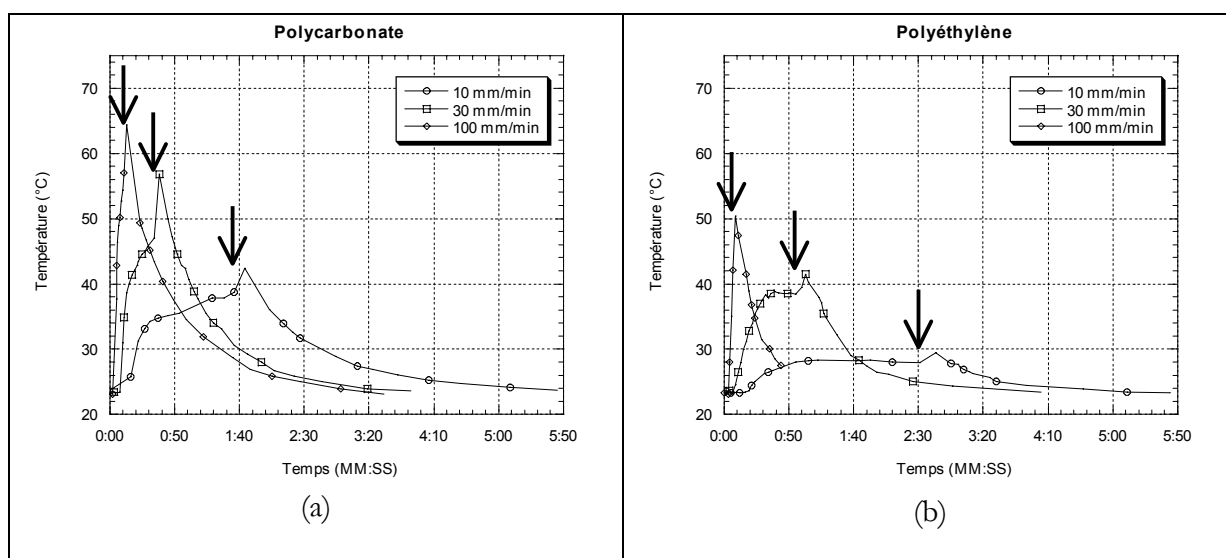 Polycarbonate
10 mm/min
30 mm/min
100 mm/min
Température (°C)
70
60
50
40
30
20
0:00 0:50 1:40 2:30 3:20 4:10 5:00 5:50
Temps (MM:SS)
(a)
Polyéthylène
10 mm/min
30 mm/min
100 mm/min
Température (°C)
70
60
50
40
30
20
0:00 0:50 1:40 2:30 3:20 4:10 5:00 5:50
Temps (MM:SS)
(b)